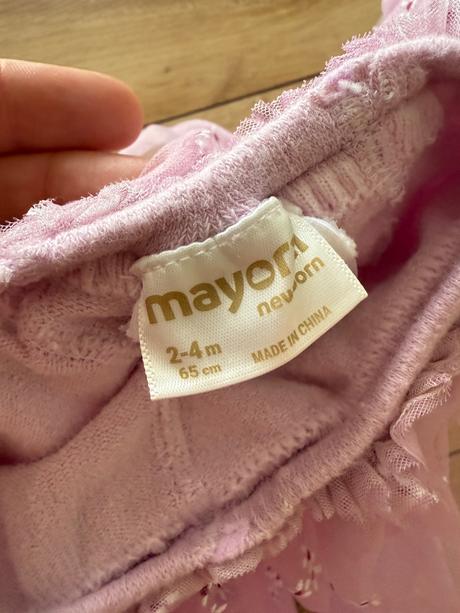 mayoral
newborn
2-4 m
65 cm
MADE IN CHINA